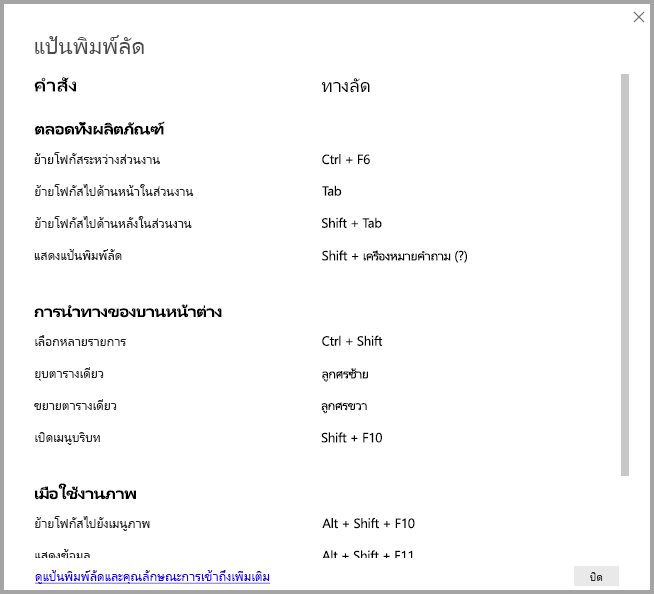 แป้นพิมพ์ลัด
คำสั่ง ทางลัด
ตลอดทั้งผลิตภัณฑ์
ย้ายโฟกัสระหว่างส่วนงาน Ctrl + F6
ย้ายโฟกัสไปด้านหน้าในส่วนงาน Tab
ย้ายโฟกัสไปด้านหลังในส่วนงาน Shift + Tab
แสดงแป้นพิมพ์ลัด Shift + เครื่องหมายคำถาม (?)
การนำทางของบานหน้าต่าง
เลือกหลายรายการ Ctrl + Shift
ยุบตารางเดียว ลูกศรซ้าย
ขยายตารางเดียว ลูกศรขวา
เปิดเมนูบริบท Shift + F10
เมื่อใช้งานภาพ
ย้ายโฟกัสไปยังเมนูภาพ Alt + Shift + F10
แสดงข้อมูล Alt + Shift + F11
ดูแป้นพิมพ์ลัดและคุณลักษณะการเข้าถึงเพิ่มเติม ปิด